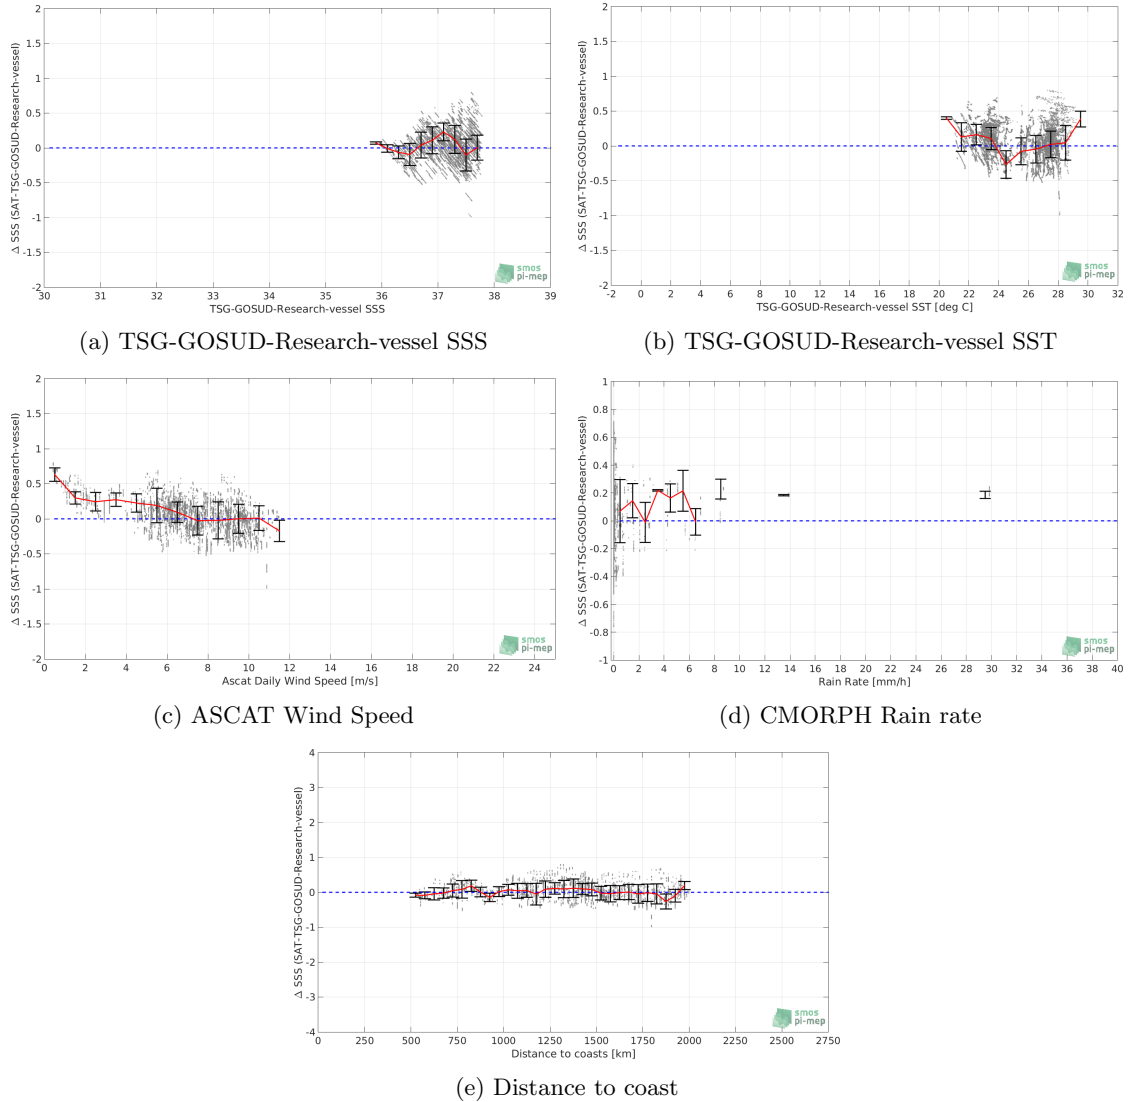 2
1.5
1
0.5
0
-0.5
-1
-1.5
-2
Δ SSS (SAT-TSG-GOSUD-Research-vessel)
30 31 32 33 34 35 36 37 38 39
TSG-GOSUD-Research-vessel SSS
smos
pi-mep
(a) TSG-GOSUD-Research-vessel SSS
2
1.5
1
0.5
0
-0.5
-1
-1.5
-2
Δ SSS (SAT-TSG-GOSUD-Research-vessel)
-2 0 2 4 6 8 10 12 14 16 18 20 22 24 26 28 30 32
TSG-GOSUD-Research-vessel SST [deg C]
smos
pi-mep
(b) TSG-GOSUD-Research-vessel SST
2
1.5
1
0.5
0
-0.5
-1
-1.5
-2
Δ SSS (SAT-TSG-GOSUD-Research-vessel)
0 2 4 6 8 10 12 14 16 18 20 22 24
Ascat Daily Wind Speed [m/s]
smos
pi-mep
(c) ASCAT Wind Speed
1
0.8
0.6
0.4
0.2
0
-0.2
-0.4
-0.6
-0.8
-1
Δ SSS (SAT-TSG-GOSUD-Research-vessel)
0 2 4 6 8 10 12 14 16 18 20 22 24 26 28 30 32 34 36 38 40
Rain Rate [mm/h]
smos
pi-mep
(d) CMORPH Rain rate
4
3
2
1
0
-1
-2
-3
-4
Δ SSS (SAT-TSG-GOSUD-Research-vessel)
0 250 500 750 1000 1250 1500 1750 2000 2250 2500 2750
Distance to coasts [km]
smos
pi-mep
(e) Distance to coast